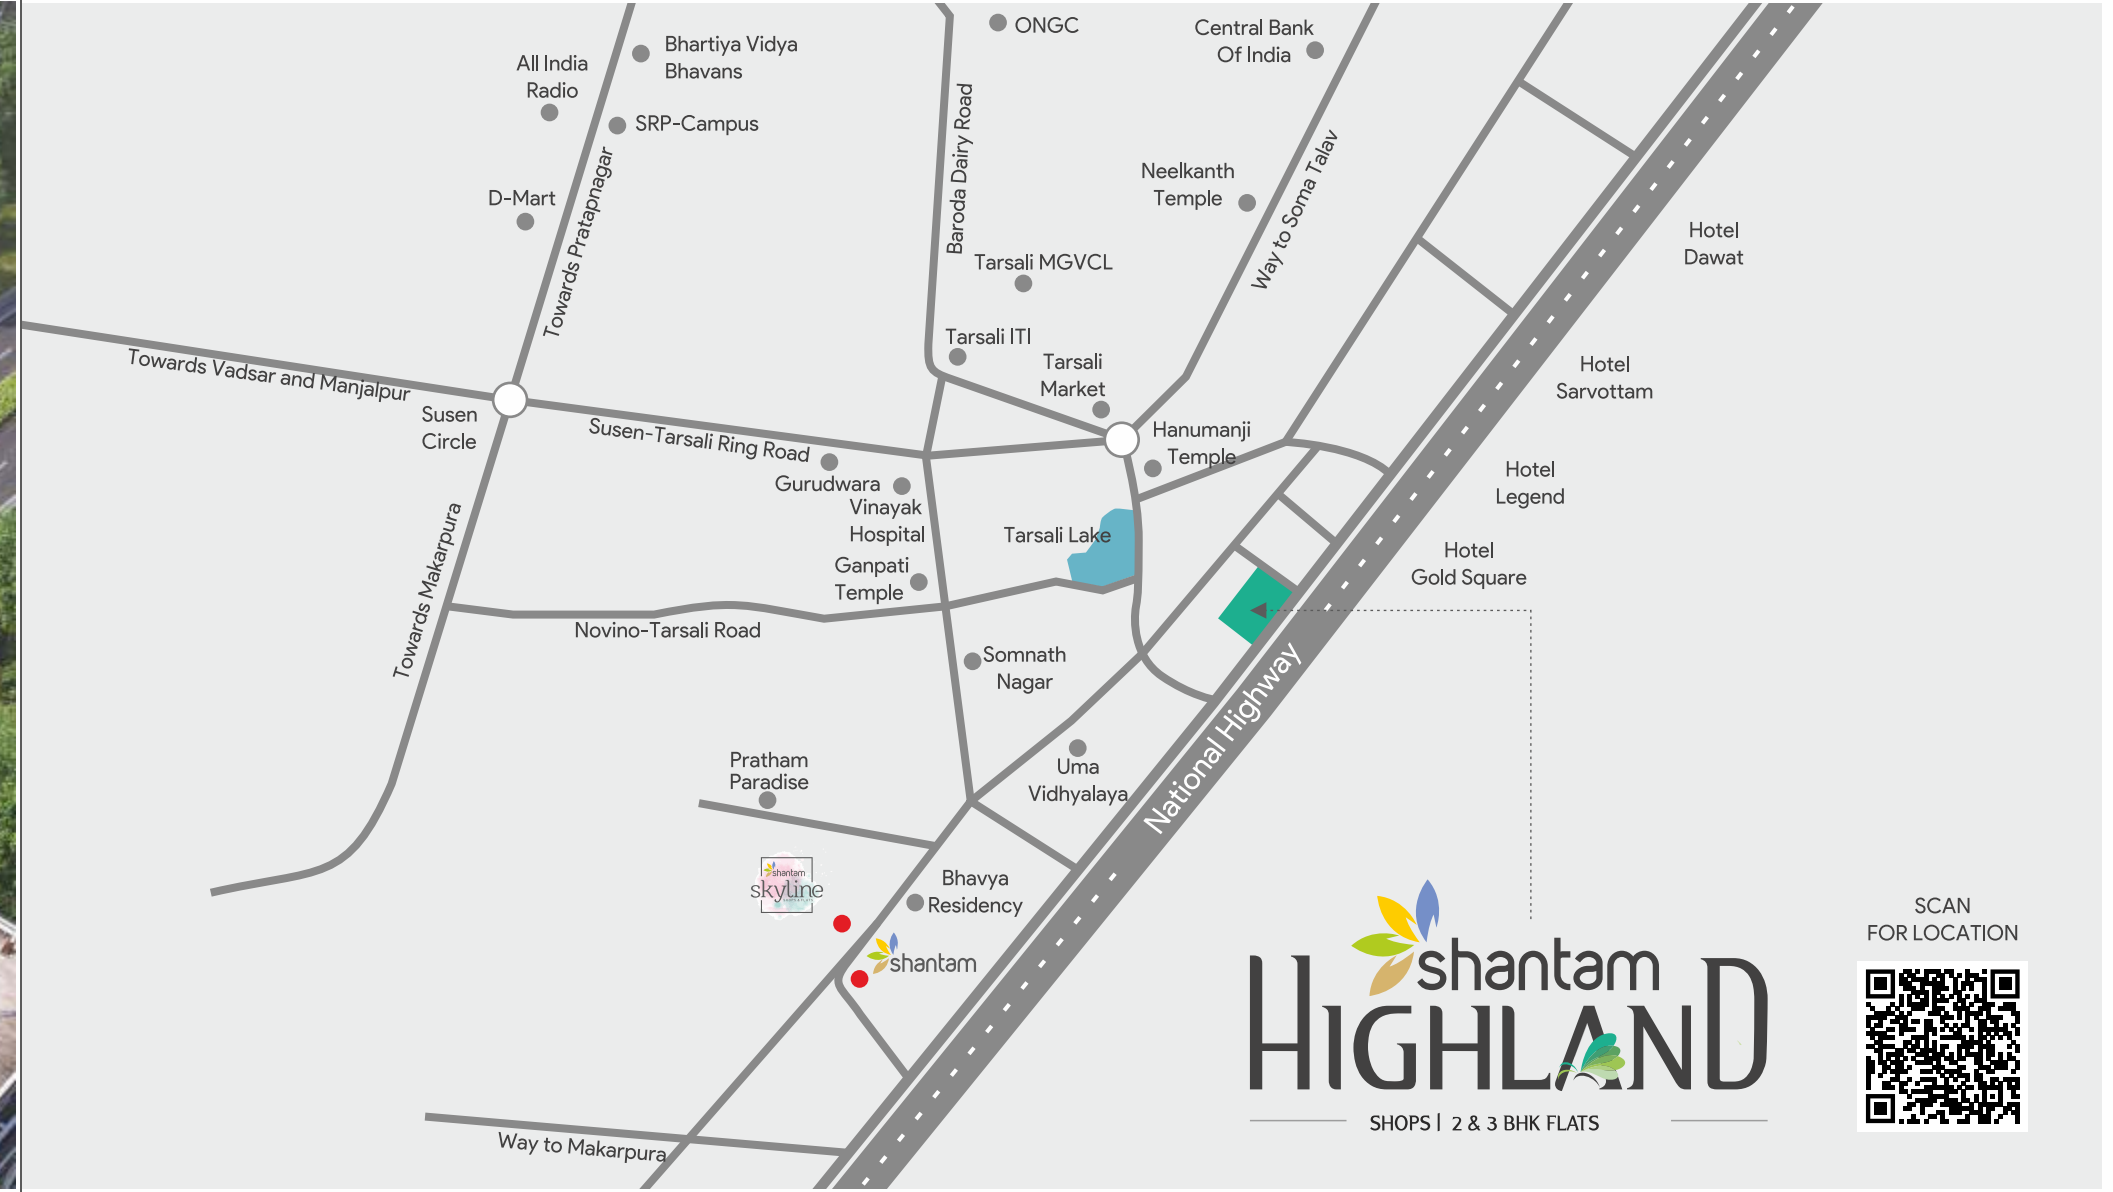 ONGC
Central Bank
Of India
Bhartiya Vidya
Bhavans
All India
Radio
SRP-Campus
D-Mart
Towards Pratapnagar
Baroda Dairy Road
Neelkanth
Temple
Way to Soma Talav
Hotel
Dawat
Tarsali MGVCL
Tarsali ITI
Tarsali
Market
Hotel
Sarvottam
Towards Vadsar and Manjalpur
Susen
Circle
Susen-Tarsali Ring Road
Hanumanji
Temple
Gurudwara
Vinayak
Hospital
Hotel
Legend
Tarsali Lake
Ganpati
Temple
Hotel
Gold Square
Towards Makarpura
Novino-Tarsali Road
Somnath
Nagar
National Highway
Pratham
Paradise
Uma
Vidhyalaya
shantam
skyline
Bhavya
Residency
shantam
shantam
HIGHLAND
SHOPS | 2 & 3 BHK FLATS
SCAN
FOR LOCATION
Way to Makarpura